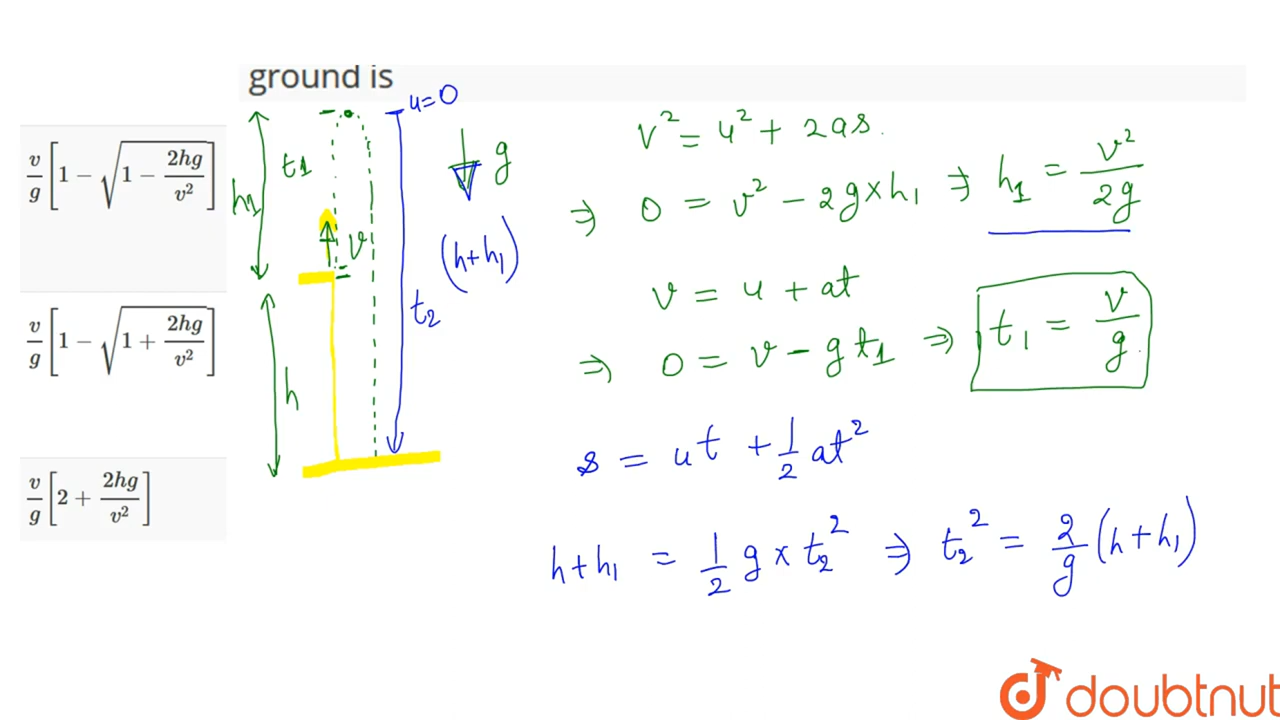 ground is
v/g [1 − √(1 − 2hg/v²)]
v/g [1 − √(1 + 2hg/v²)]
v/g [2 + 2hg/v²]
u=0
t1
h1
g
v
(h+h1)
t2
h
v² = u² + 2as.
⇒ 0 = v² − 2g×h1 ⇒ h1 = v²/2g
v = u + at
⇒ 0 = v − gt1 ⇒ t1 = v/g.
s = ut + 1/2 at²
h+h1 = 1/2 g × t2² ⇒ t2² = 2/g (h+h1)
doubtnut